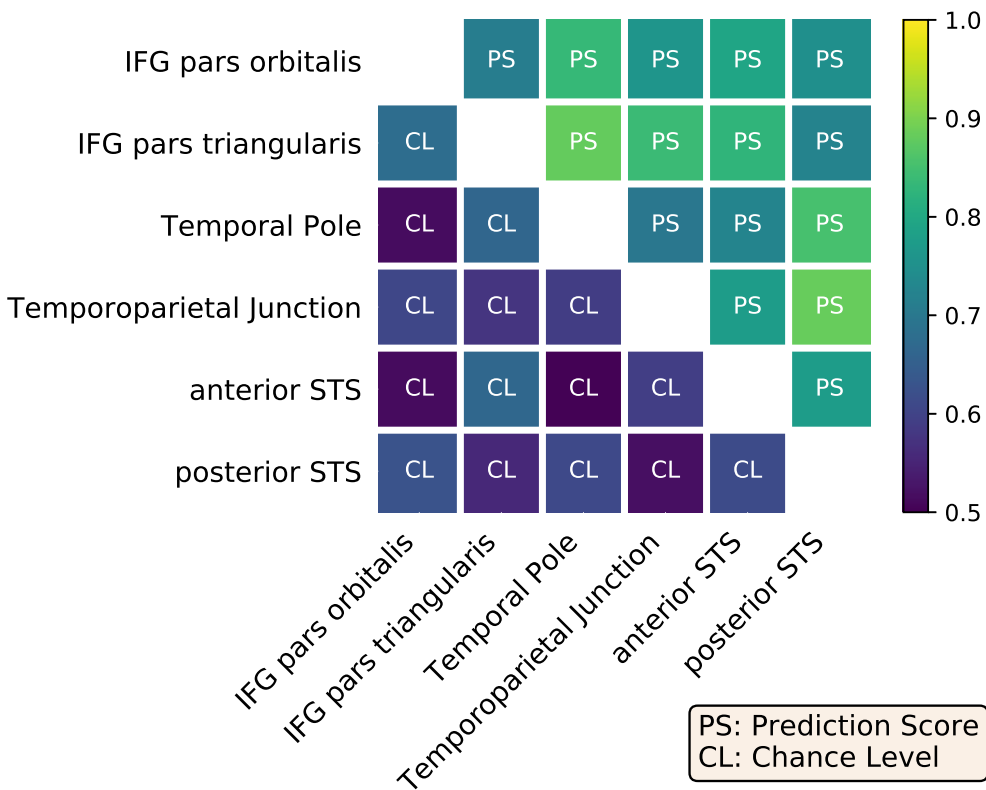 IFG pars orbitalis PS PS PS PS PS 1.0
IFG pars triangularis CL PS PS PS PS 0.9
Temporal Pole CL CL PS PS PS 0.8
Temporoparietal Junction CL CL CL PS PS 0.7
anterior STS CL CL CL CL PS 0.6
posterior STS CL CL CL CL CL 0.5
IFG pars orbitalis
IFG pars triangularis
Temporal Pole
Temporoparietal Junction
anterior STS
posterior STS
PS: Prediction Score
CL: Chance Level